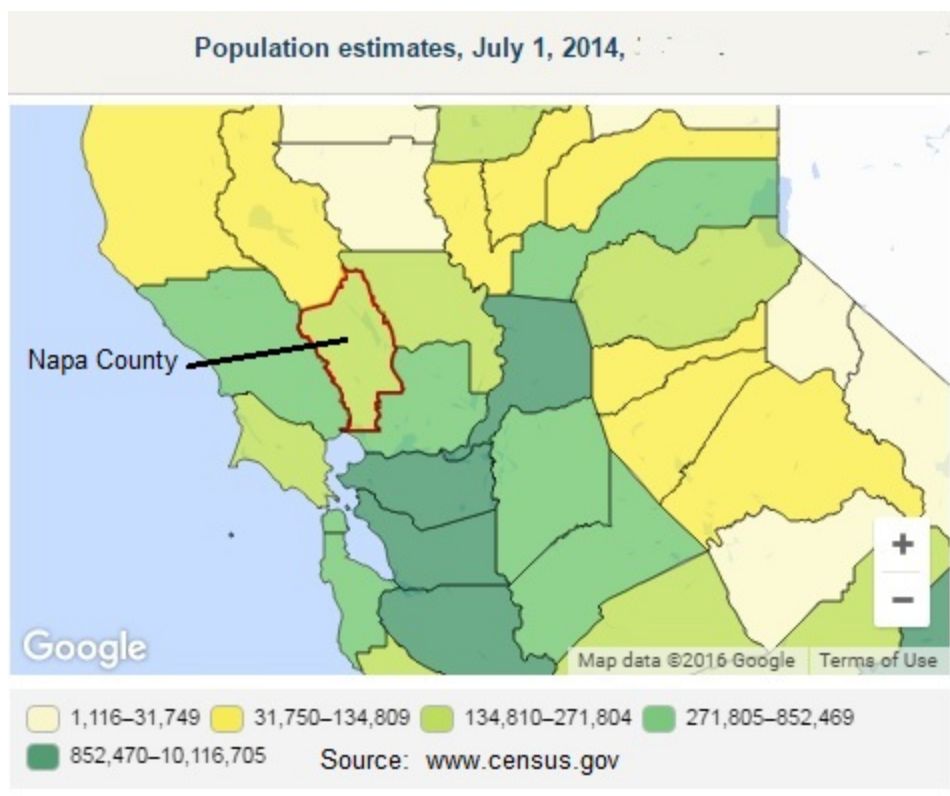 Population estimates, July 1, 2014,
Napa County
+
−
Google
Map data ©2016 Google Terms of Use
1,116–31,749 31,750–134,809 134,810–271,804 271,805–852,469
852,470–10,116,705 Source: www.census.gov